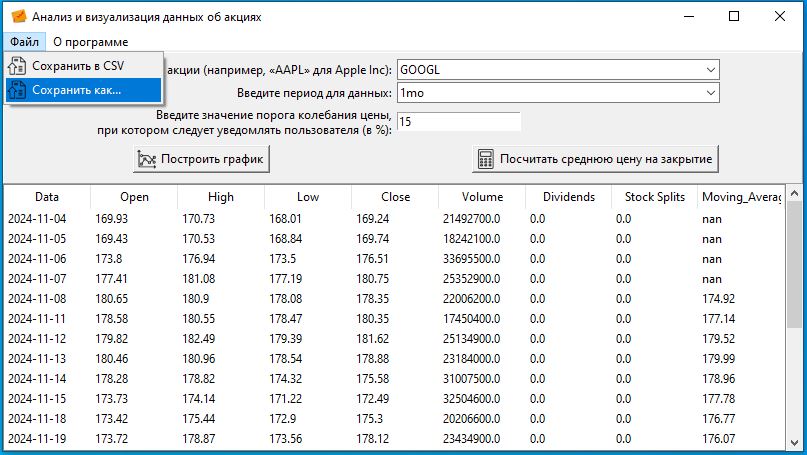 Анализ и визуализация данных об акциях
Файл О программе
Сохранить в CSV
Сохранить как...
акции (например, «AAPL» для Apple Inc): GOOGL
Введите период для данных: 1mo
Введите значение порога колебания цены,
при котором следует уведомлять пользователя (в %): 15
Построить график Посчитать среднюю цену на закрытие
Data Open High Low Close Volume Dividends Stock Splits Moving_Averag
2024-11-04 169.93 170.73 168.01 169.24 21492700.0 0.0 0.0 nan
2024-11-05 169.43 170.53 168.84 169.74 18242100.0 0.0 0.0 nan
2024-11-06 173.8 176.94 173.5 176.51 33695500.0 0.0 0.0 nan
2024-11-07 177.41 181.08 177.19 180.75 25352900.0 0.0 0.0 nan
2024-11-08 180.65 180.9 178.08 178.35 22006200.0 0.0 0.0 174.92
2024-11-11 178.58 180.55 178.47 180.35 17450400.0 0.0 0.0 177.14
2024-11-12 179.82 182.49 179.39 181.62 25134900.0 0.0 0.0 179.52
2024-11-13 180.46 180.96 178.54 178.88 23184000.0 0.0 0.0 179.99
2024-11-14 178.28 178.82 174.32 175.58 31007500.0 0.0 0.0 178.96
2024-11-15 173.73 174.14 171.22 172.49 32504600.0 0.0 0.0 177.78
2024-11-18 173.42 175.44 172.9 175.3 20206600.0 0.0 0.0 176.77
2024-11-19 173.72 178.87 173.56 178.12 23434900.0 0.0 0.0 176.07